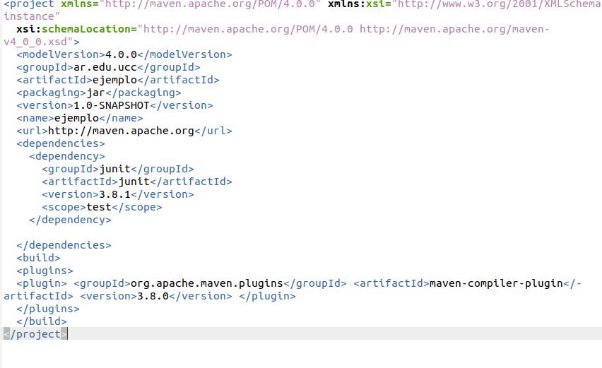 <project xmlns="http://maven.apache.org/POM/4.0.0" xmlns:xsi="http://www.w3.org/2001/XMLSchema-
instance"
  xsi:schemaLocation="http://maven.apache.org/POM/4.0.0 http://maven.apache.org/maven-
v4_0_0.xsd">
  <modelVersion>4.0.0</modelVersion>
  <groupId>ar.edu.ucc</groupId>
  <artifactId>ejemplo</artifactId>
  <packaging>jar</packaging>
  <version>1.0-SNAPSHOT</version>
  <name>ejemplo</name>
  <url>http://maven.apache.org</url>
  <dependencies>
    <dependency>
      <groupId>junit</groupId>
      <artifactId>junit</artifactId>
      <version>3.8.1</version>
      <scope>test</scope>
    </dependency>

  </dependencies>
  <build>
  <plugins>
  <plugin> <groupId>org.apache.maven.plugins</groupId> <artifactId>maven-compiler-plugin</-
artifactId> <version>3.8.0</version> </plugin>
  </plugins>
  </build>
</project>